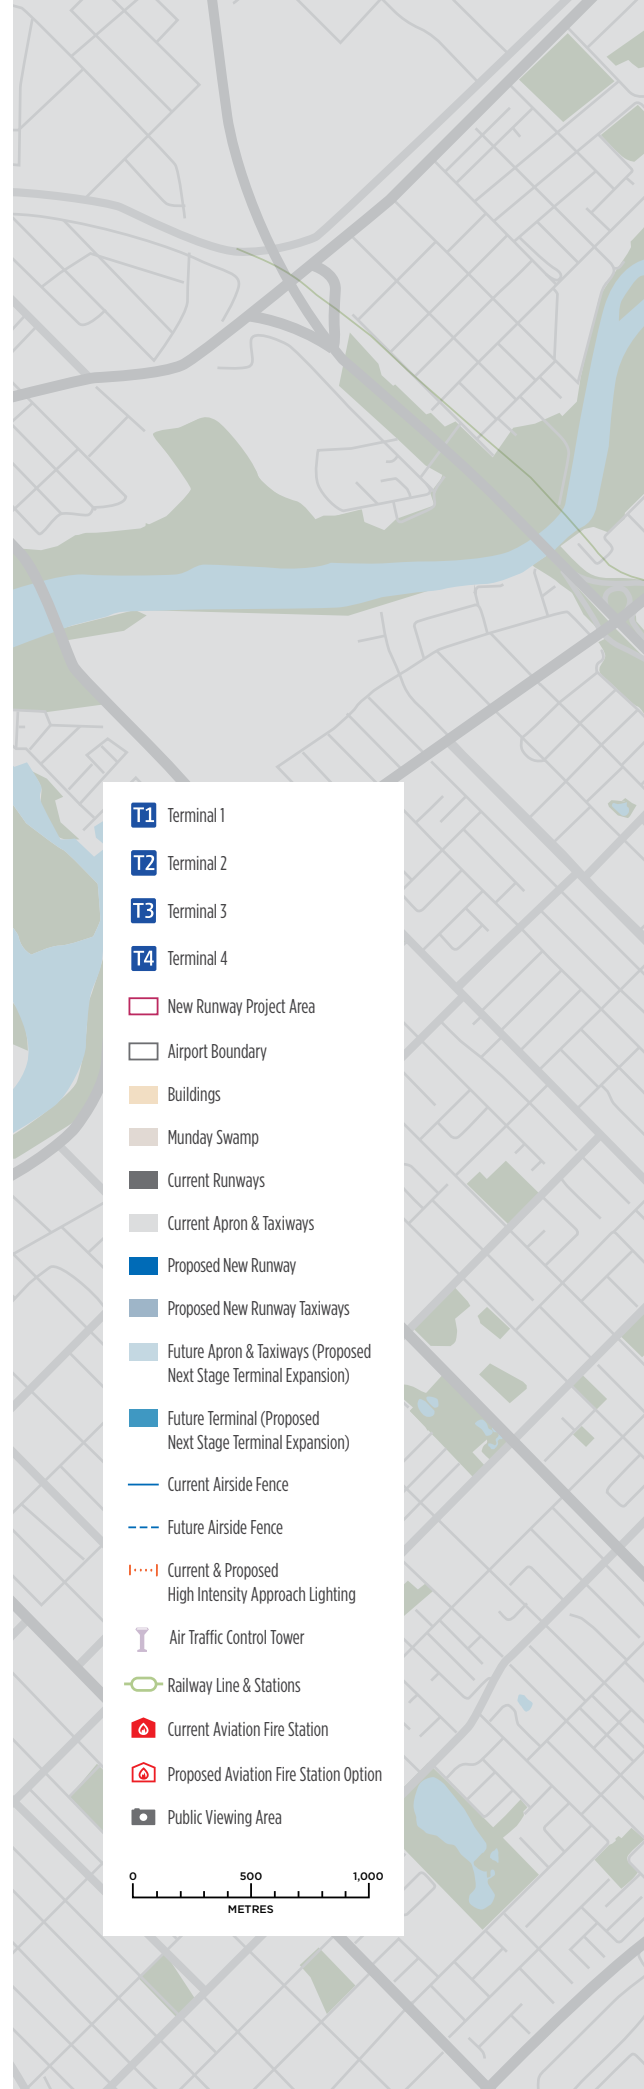 T1 Terminal 1
T2 Terminal 2
T3 Terminal 3
T4 Terminal 4
New Runway Project Area
Airport Boundary
Buildings
Munday Swamp
Current Runways
Current Apron & Taxiways
Proposed New Runway
Proposed New Runway Taxiways
Future Apron & Taxiways (Proposed
Next Stage Terminal Expansion)
Future Terminal (Proposed
Next Stage Terminal Expansion)
Current Airside Fence
Future Airside Fence
Current & Proposed
High Intensity Approach Lighting
Air Traffic Control Tower
Railway Line & Stations
Current Aviation Fire Station
Proposed Aviation Fire Station Option
Public Viewing Area
0 500 1,000
METRES